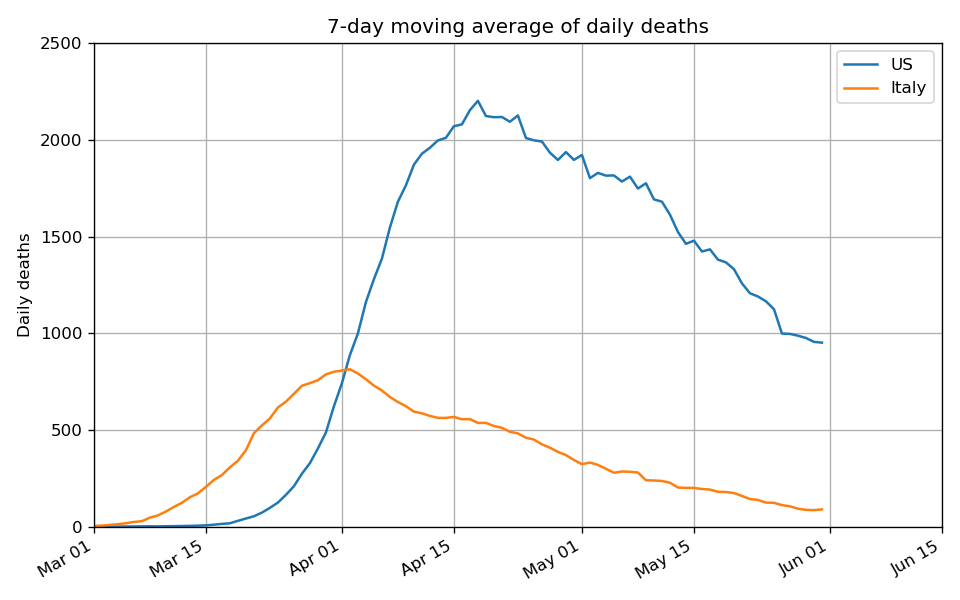 7-day moving average of daily deaths
2500
2000
1500
1000
500
0
Daily deaths
US
Italy
Mar 01
Mar 15
Apr 01
Apr 15
May 01
May 15
Jun 01
Jun 15